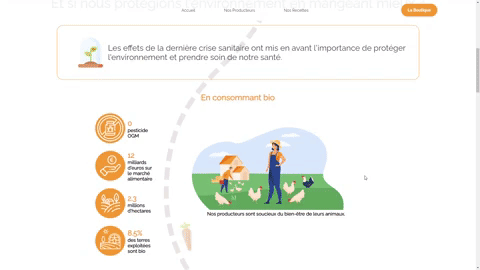 Et si nous protégions l'environnement en mangeant mieux
Accueil
Nos Producteurs
Nos Recettes
La Boutique
Les effets de la dernière crise sanitaire ont mis en avant l'importance de protéger
l'environnement et prendre soin de notre santé.
En consommant bio
0
pesticide
OGM
12
milliards
d'euros sur
le marché
alimentaire
2,3
millions
d'hectares
8,5%
des terres
exploitées
sont bio
Nos producteurs sont soucieux du bien-être de leurs animaux.